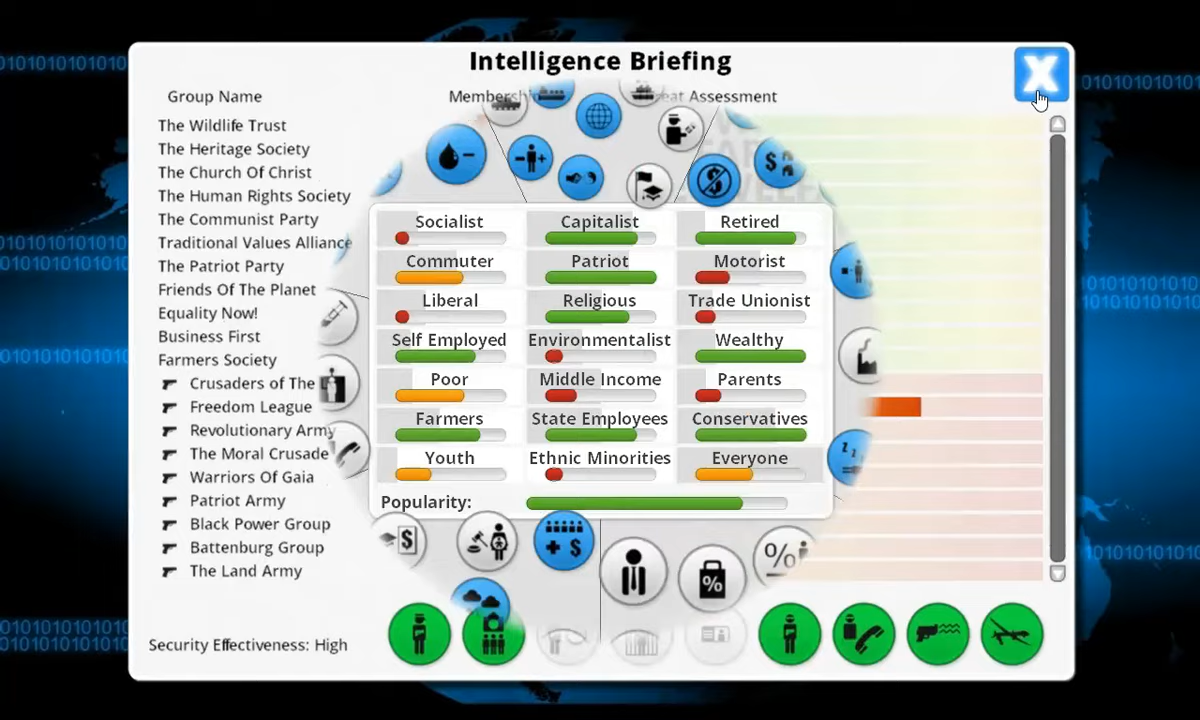 Intelligence Briefing
X
Group Name
Threat Assessment
The Wildlife Trust
The Heritage Society
The Church Of Christ
The Human Rights Society
The Communist Party
Traditional Values Alliance
The Patriot Party
Friends Of The Planet
Equality Now!
Business First
Farmers Society
Crusaders of The
Freedom League
Revolutionary Army
The Moral Crusade
Warriors Of Gaia
Patriot Army
Black Power Group
Battenburg Group
The Land Army
Socialist Capitalist Retired
Commuter Patriot Motorist
Liberal Religious Trade Unionist
Self Employed Environmentalist Wealthy
Poor Middle Income Parents
Farmers State Employees Conservatives
Youth Ethnic Minorities Everyone
Popularity:
Security Effectiveness: High